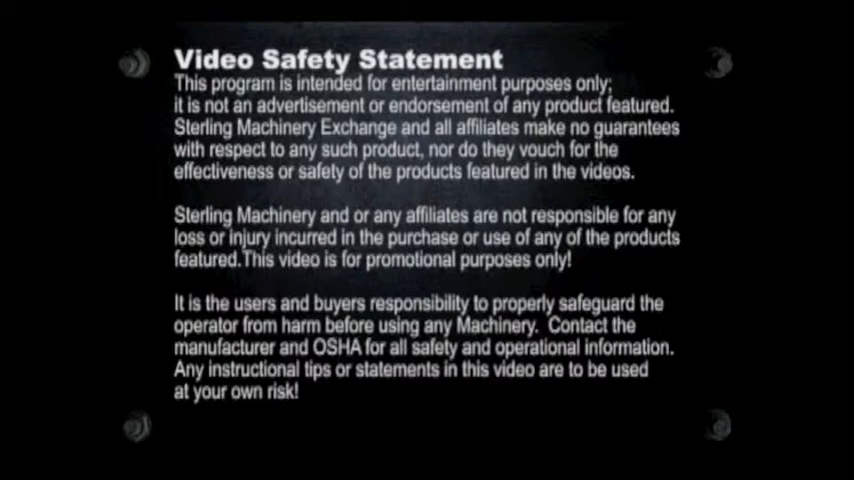 Video Safety Statement
This program is intended for entertainment purposes only;
it is not an advertisement or endorsement of any product featured.
Sterling Machinery Exchange and all affiliates make no guarantees
with respect to any such product, nor do they vouch for the
effectiveness or safety of the products featured in the videos.
Sterling Machinery and or any affiliates are not responsible for any
loss or injury incurred in the purchase or use of any of the products
featured.This video is for promotional purposes only!
It is the users and buyers responsibility to properly safeguard the
operator from harm before using any Machinery.  Contact the
manufacturer and OSHA for all safety and operational information.
Any instructional tips or statements in this video are to be used
at your own risk!